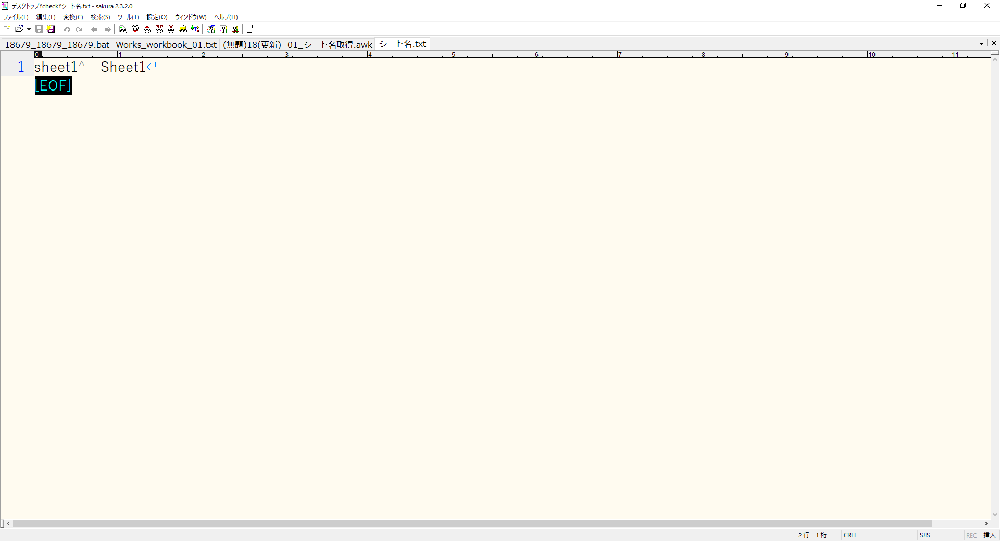 デスクトップ¥check¥シート名.txt - sakura 2.3.2.0
ファイル(F) 編集(E) 変換(C) 検索(S) ツール(T) 設定(O) ウィンドウ(W) ヘルプ(H)
18679_18679_18679.bat Works_workbook_01.txt (無題)18(更新) 01_シート名取得.awk シート名.txt
0 1 2 3 4 5 6 7 8 9 10 11
1 sheet1^ Sheet1↵
[EOF]
2 行 1 桁 CRLF SJIS REC 挿入